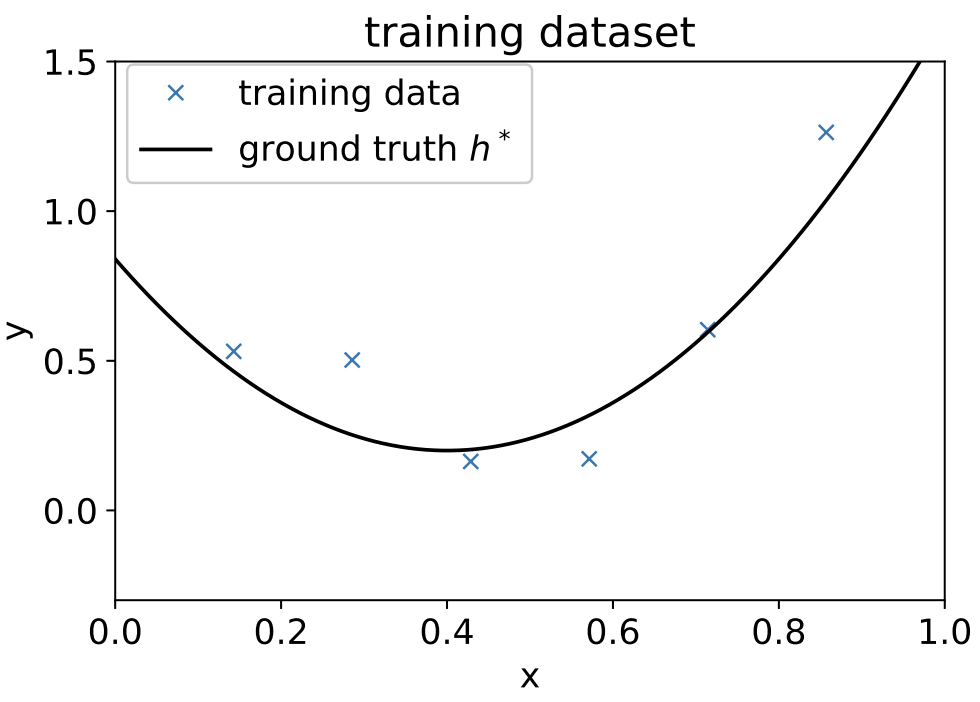 training dataset
training data
ground truth h*
1.5
1.0
0.5
0.0
y
0.0 0.2 0.4 0.6 0.8 1.0
x